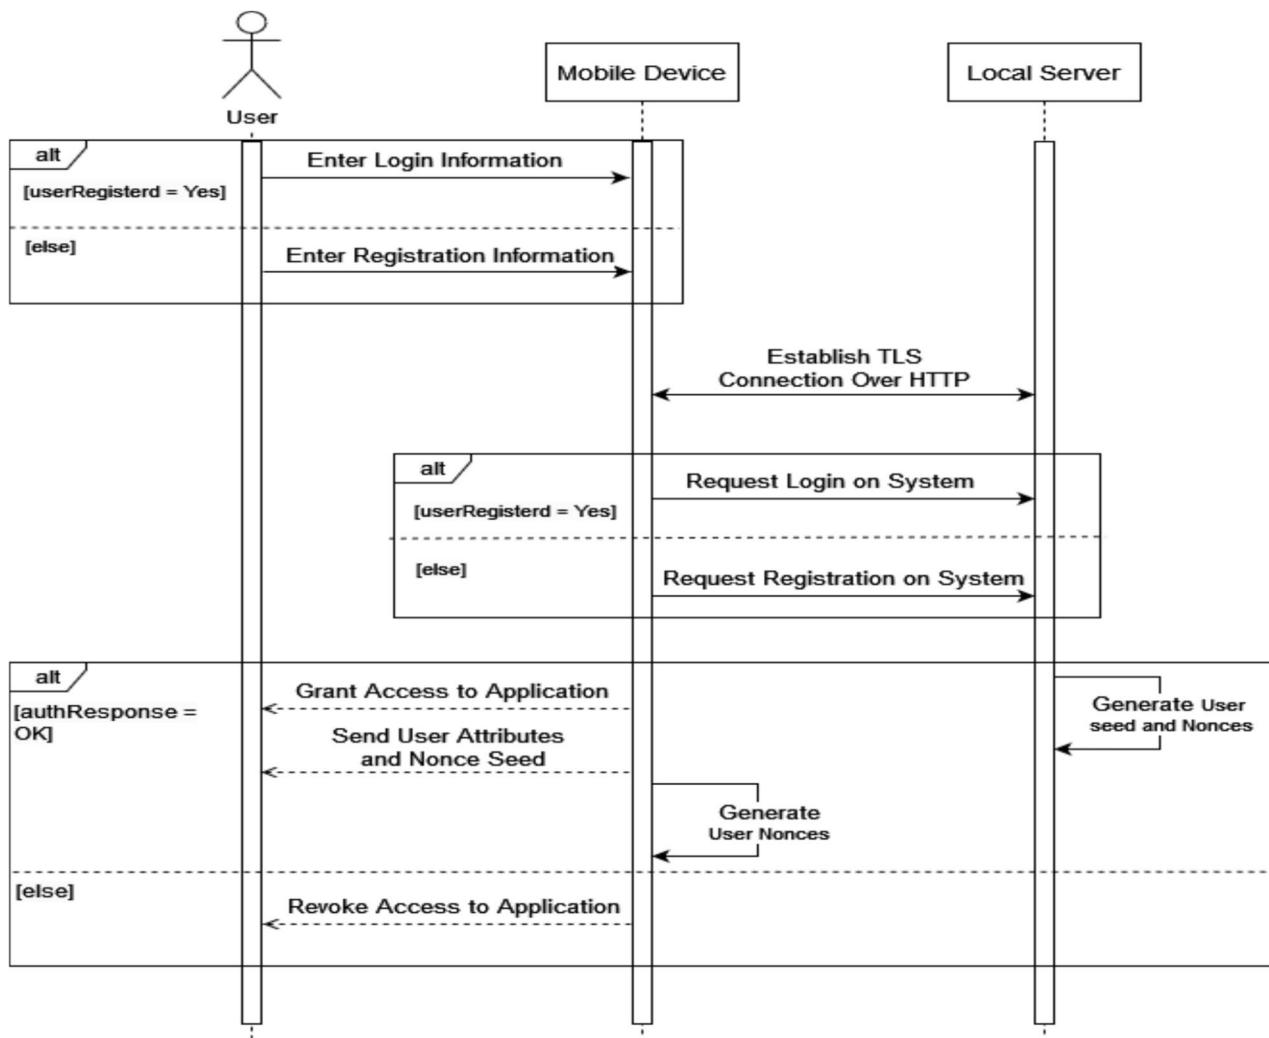 User
Mobile Device
Local Server
alt
Enter Login Information
[userRegisterd = Yes]
[else]
Enter Registration Information
Establish TLS
Connection Over HTTP
alt
Request Login on System
[userRegisterd = Yes]
[else]
Request Registration on System
alt
Grant Access to Application
[authResponse =
OK]
Generate User
seed and Nonces
Send User Attributes
and Nonce Seed
Generate
User Nonces
[else]
Revoke Access to Application